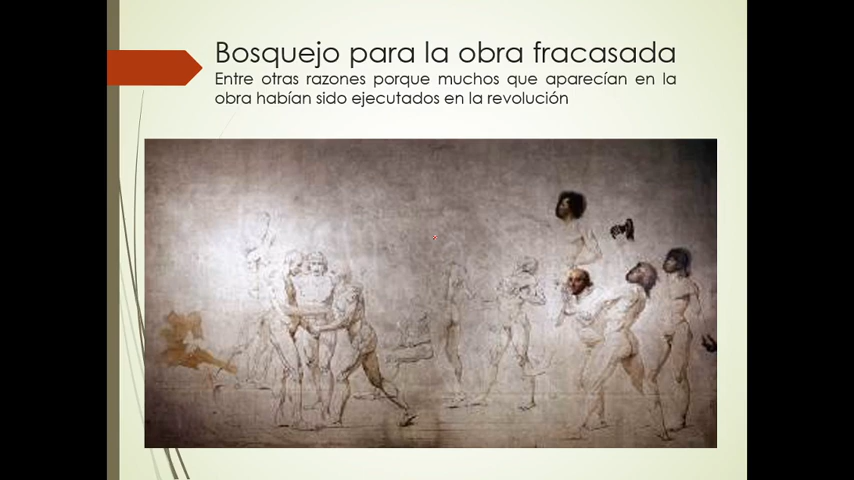 Bosquejo para la obra fracasada
Entre otras razones porque muchos que aparecían en la
obra habían sido ejecutados en la revolución